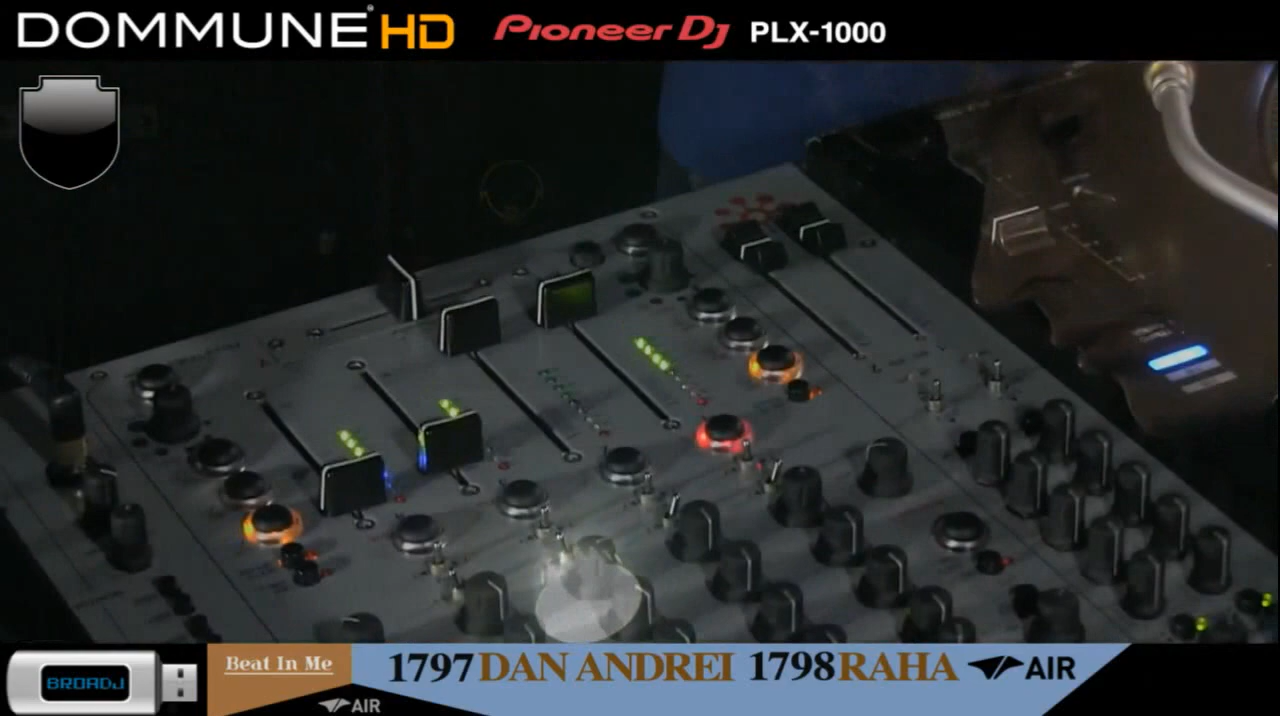 DOMMUNE HD Pioneer Dj PLX-1000
BROADJ
Beat In Me
AIR
1797 DAN ANDREI 1798 RAHA AIR